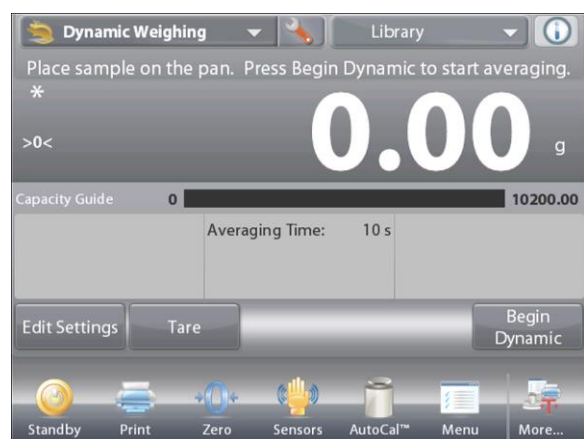 Dynamic Weighing Library
Place sample on the pan. Press Begin Dynamic to start averaging.
*
>0< 0.00 g
Capacity Guide 0 10200.00
Averaging Time: 10 s
Edit Settings Tare Begin Dynamic
Standby Print Zero Sensors AutoCal™ Menu More...